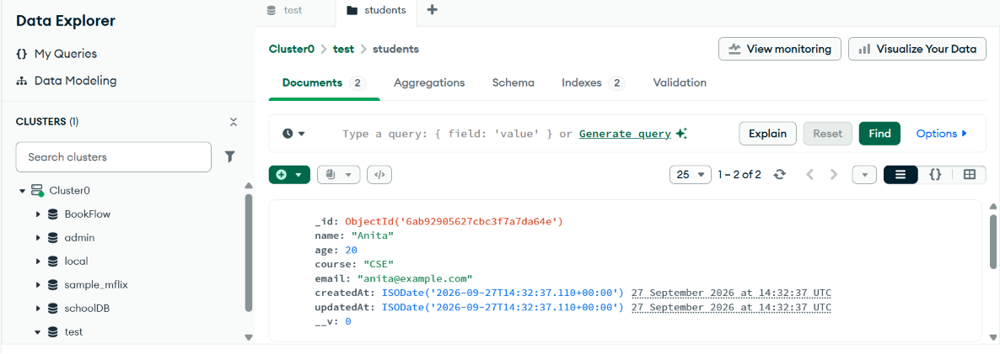 Data Explorer
{} My Queries
Data Modeling
CLUSTERS (1)
Search clusters
Cluster0
BookFlow
admin
local
sample_mflix
schoolDB
test
test
students
Cluster0 > test > students
View monitoring
Visualize Your Data
Documents 2
Aggregations
Schema
Indexes 2
Validation
Type a query: { field: 'value' } or Generate query
Explain
Reset
Find
Options
</>
25
1 – 2 of 2
{}
_id: ObjectId('6ab92905627cbc3f7a7da64e')
name: "Anita"
age: 20
course: "CSE"
email: "anita@example.com"
createdAt: ISODate('2026-09-27T14:32:37.110+00:00') 27 September 2026 at 14:32:37 UTC
updatedAt: ISODate('2026-09-27T14:32:37.110+00:00') 27 September 2026 at 14:32:37 UTC
__v: 0